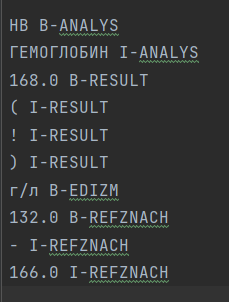 HB B-ANALYS
ГЕМОГЛОБИН I-ANALYS
168.0 B-RESULT
( I-RESULT
! I-RESULT
) I-RESULT
г/л B-EDIZM
132.0 B-REFZNACH
- I-REFZNACH
166.0 I-REFZNACH